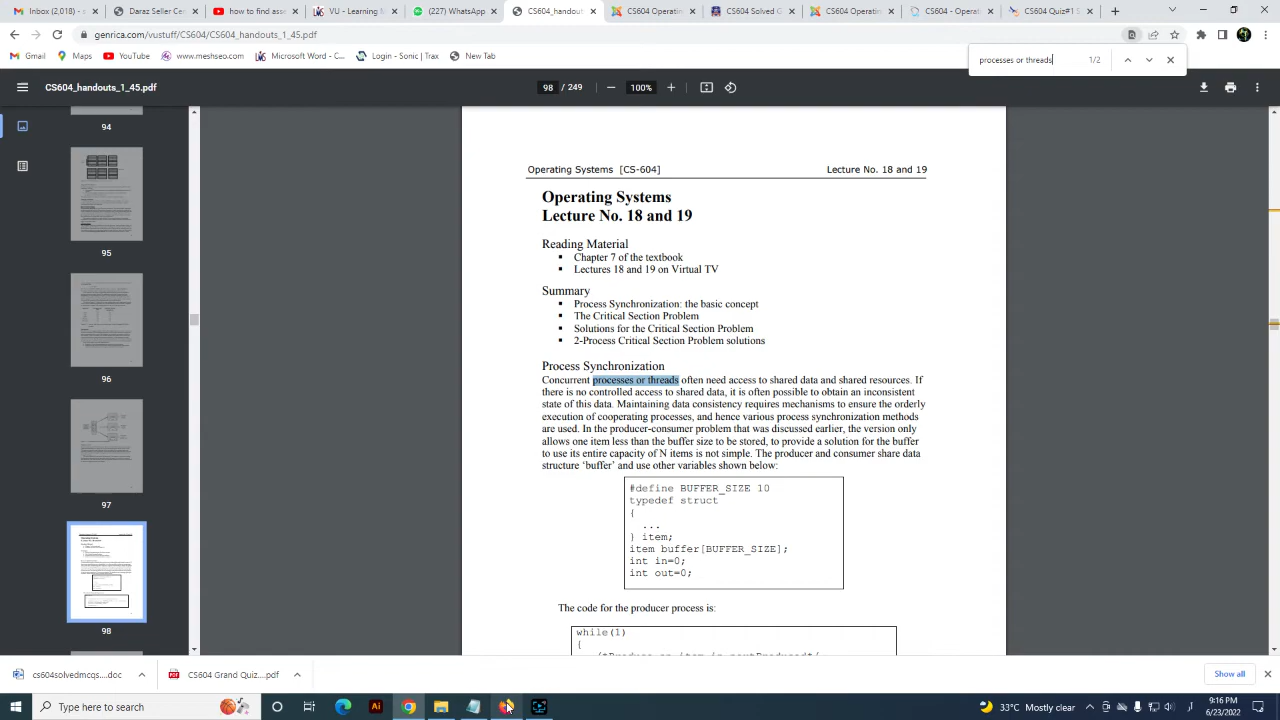 Inbox (2,018) -
Daraz Seller Cen
how to find asse
VU - Learning M
(227) WhatsApp
CS604_handouts
CS604 Operatin
CS604 Solved G
CS604 Operatin
CS604 - Operati
CS604 Quiz#1 S
genrica.com/vustuff/CS604/CS604_handouts_1_45.pdf
Gmail
Maps
YouTube
www.meshseo.com
Microsoft Word - C...
Login - Sonic | Trax
New Tab
processes or threads
1/2
CS604_handouts_1_45.pdf
98 / 249
100%
94
95
96
97
98
Operating Systems [CS-604]
Lecture No. 18 and 19
Operating Systems
Lecture No. 18 and 19
Reading Material
▪ Chapter 7 of the textbook
▪ Lectures 18 and 19 on Virtual TV
Summary
▪ Process Synchronization: the basic concept
▪ The Critical Section Problem
▪ Solutions for the Critical Section Problem
▪ 2-Process Critical Section Problem solutions
Process Synchronization
Concurrent processes or threads often need access to shared data and shared resources. If
there is no controlled access to shared data, it is often possible to obtain an inconsistent
state of this data. Maintaining data consistency requires mechanisms to ensure the orderly
execution of cooperating processes, and hence various process synchronization methods
are used. In the producer-consumer problem that was discussed earlier, the version only
allows one item less than the buffer size to be stored, to provide a solution for the buffer
to use its entire capacity of N items is not simple. The producer and consumer share data
structure ‘buffer’ and use other variables shown below:
#define BUFFER_SIZE 10
typedef struct
{
...
} item;
item buffer[BUFFER_SIZE];
int in=0;
int out=0;
The code for the producer process is:
while(1)
{
cs604solvedmcqs....doc
CS604 Grand Quiz....pdf
Show all
Type here to search
33°C Mostly clear
9:16 PM
6/23/2022